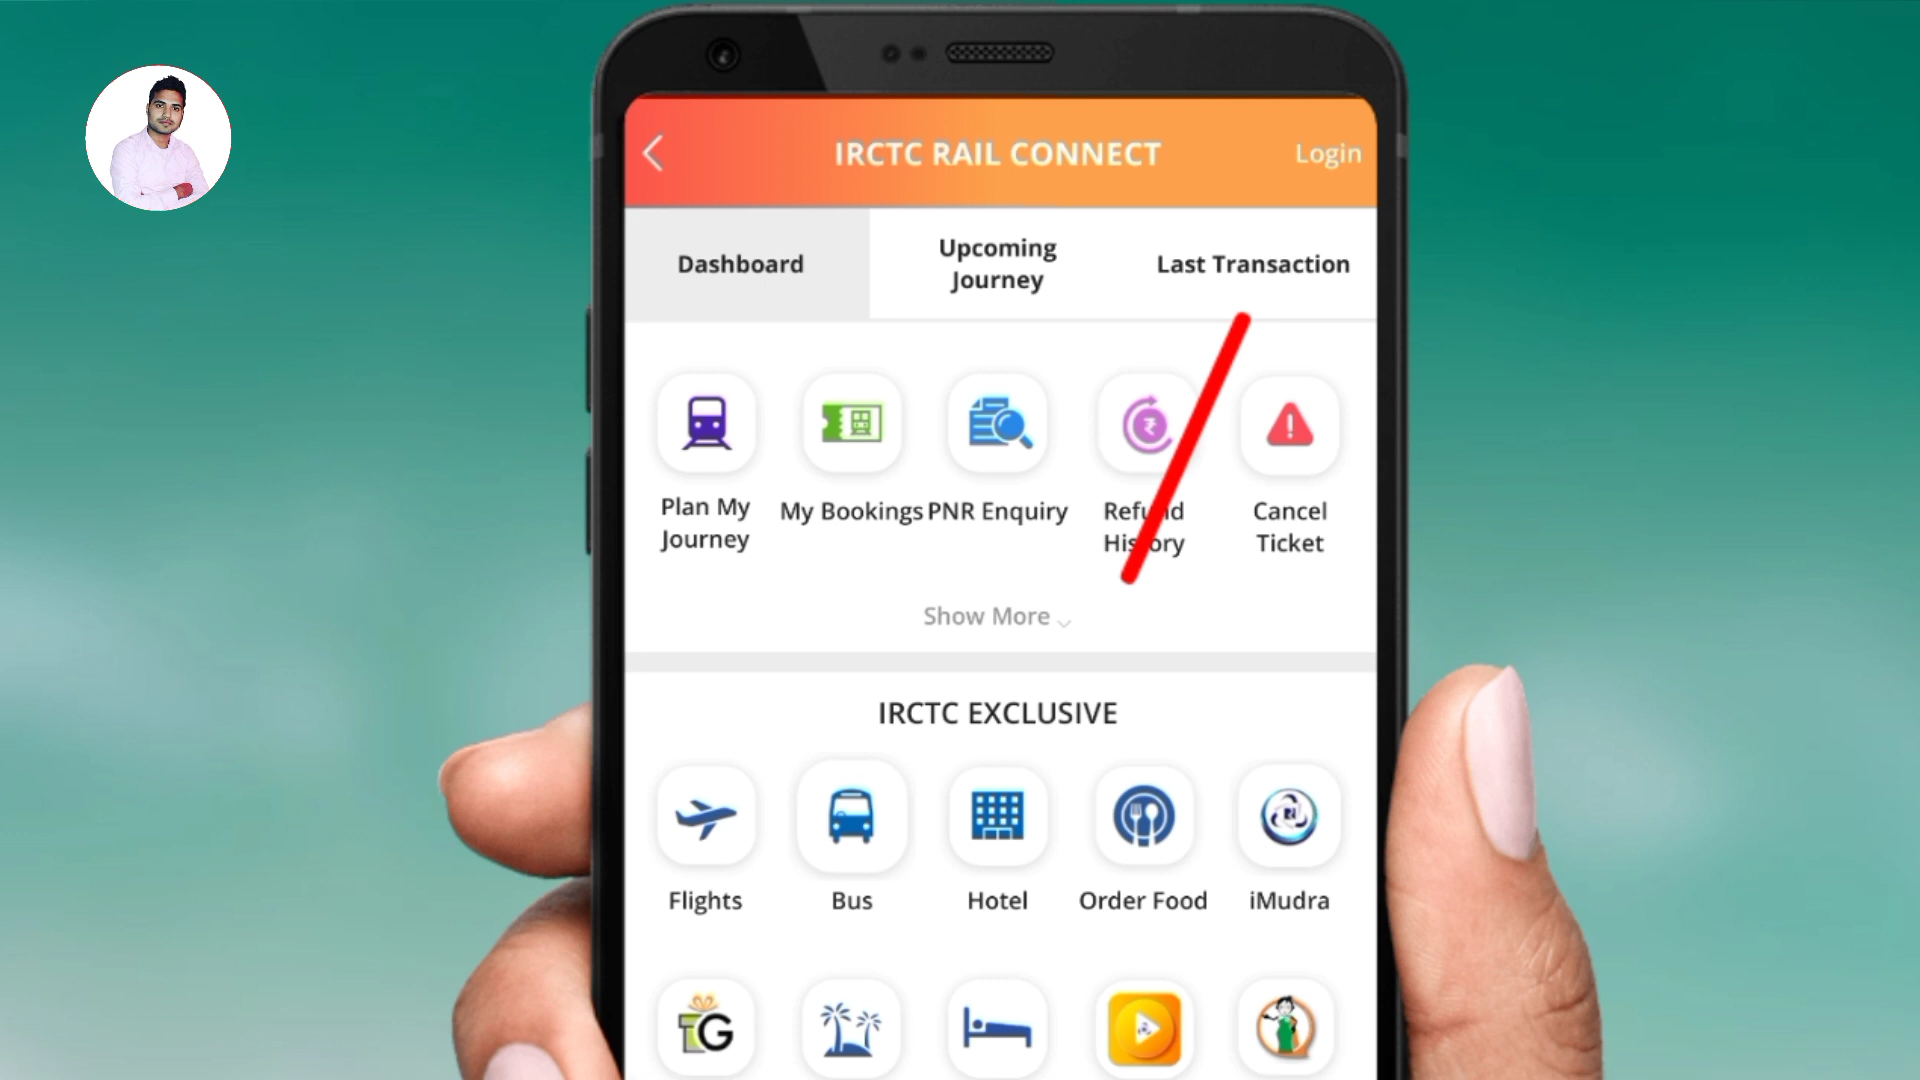 IRCTC RAIL CONNECT
Login
Dashboard
Upcoming
Journey
Last Transaction
Plan My
Journey
My Bookings
PNR Enquiry
Refund
History
Cancel
Ticket
Show More
IRCTC EXCLUSIVE
Flights
Bus
Hotel
Order Food
iMudra
G